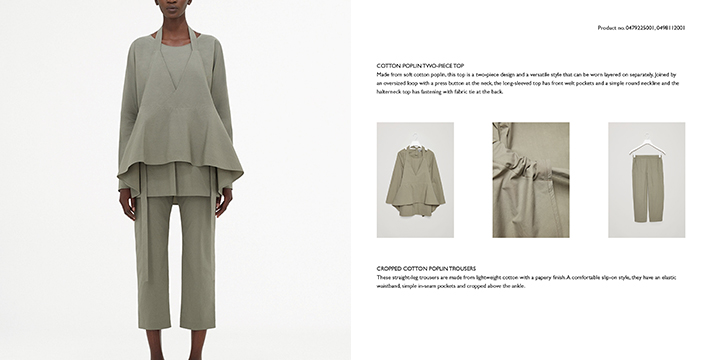 Product no. 0479225001, 0498112001
COTTON POPLIN TWO-PIECE TOP
Made from soft cotton poplin, this top is a two-piece design and a versatile style that can be worn layered on separately. Joined by
an oversized loop with a press button at the neck, the long-sleeved top has front welt pockets and a simple round neckline and the
halterneck top has fastening with fabric tie at the back.
CROPPED COTTON POPLIN TROUSERS
These straight-leg trousers are made from lightweight cotton with a papery finish. A comfortable slip-on style, they have an elastic
waistband, simple in-seam pockets and cropped above the ankle.